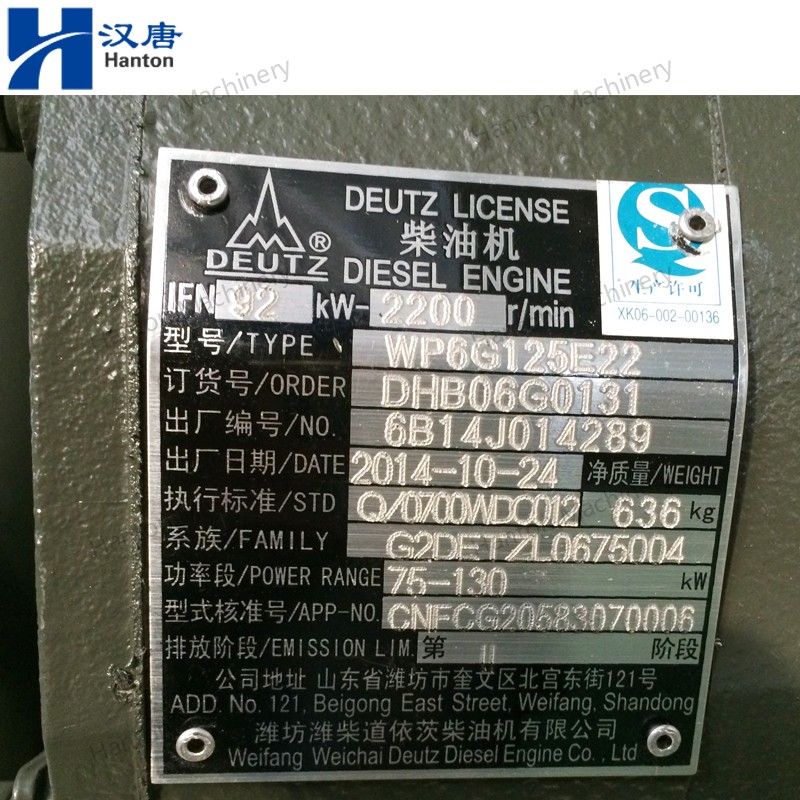 汉唐
Hanton
Hanton Machinery
DEUTZ®
DEUTZ LICENSE
柴油机
DIESEL ENGINE
生产许可
XK06-002-00136
IFN 92 kW-2200 r/min
型号/TYPE WP6G125E22
订货号/ORDER DHB06G0131
出厂编号/NO. 6B14J014289
出厂日期/DATE 2014-10-24 净质量/WEIGHT
执行标准/STD Q/0700WDC012 636 kg
系族/FAMILY G2DETZL0675004
功率段/POWER RANGE 75-130 kW
型式核准号/APP-NO. CNFCG20583070006
排放阶段/EMISSION LIM. 第 II 阶段
公司地址 山东省潍坊市奎文区北宫东街121号
ADD. No. 121, Beigong East Street, Weifang, Shandong
潍坊潍柴道依茨柴油机有限公司
Weifang Weichai Deutz Diesel Engine Co., Ltd